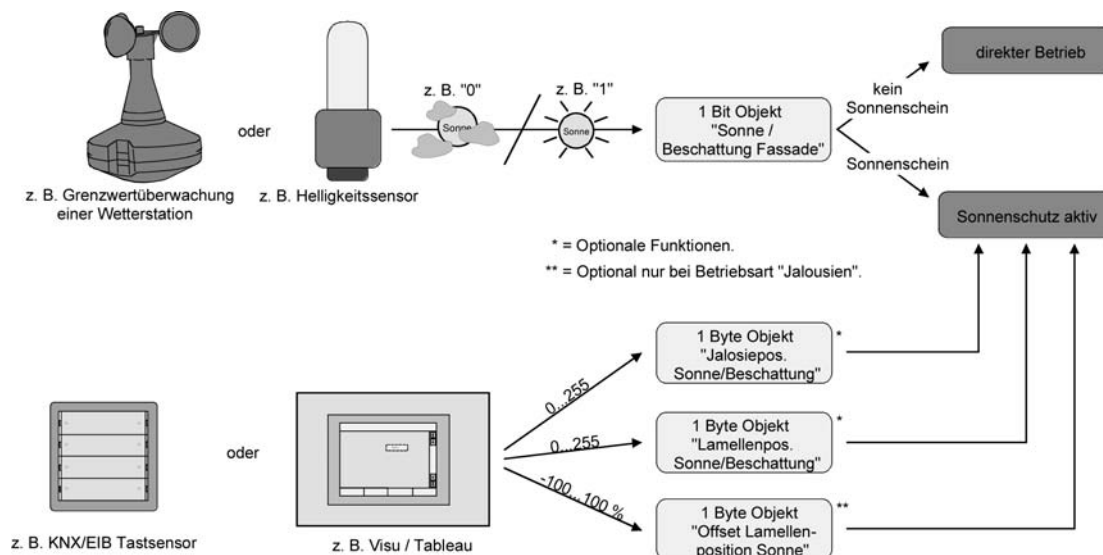 direkter Betrieb
z. B. "0"
z. B. "1"
kein
Sonnenschein
Sonne
Sonne
1 Bit Objekt
"Sonne /
Beschattung Fassade"
oder
Sonnenschein
z. B. Grenzwertüberwachung
einer Wetterstation
z. B. Helligkeitssensor
Sonnenschutz aktiv
* = Optionale Funktionen.
** = Optional nur bei Betriebsart "Jalousien".
1 Byte Objekt
"Jalosiepos.
Sonne/Beschattung"
*
0...255
1 Byte Objekt
"Lamellenpos.
Sonne/Beschattung"
*
0...255
oder
-100...100 %
1 Byte Objekt
"Offset Lamellen-
position Sonne"
**
z. B. KNX/EIB Tastsensor
z. B. Visu / Tableau